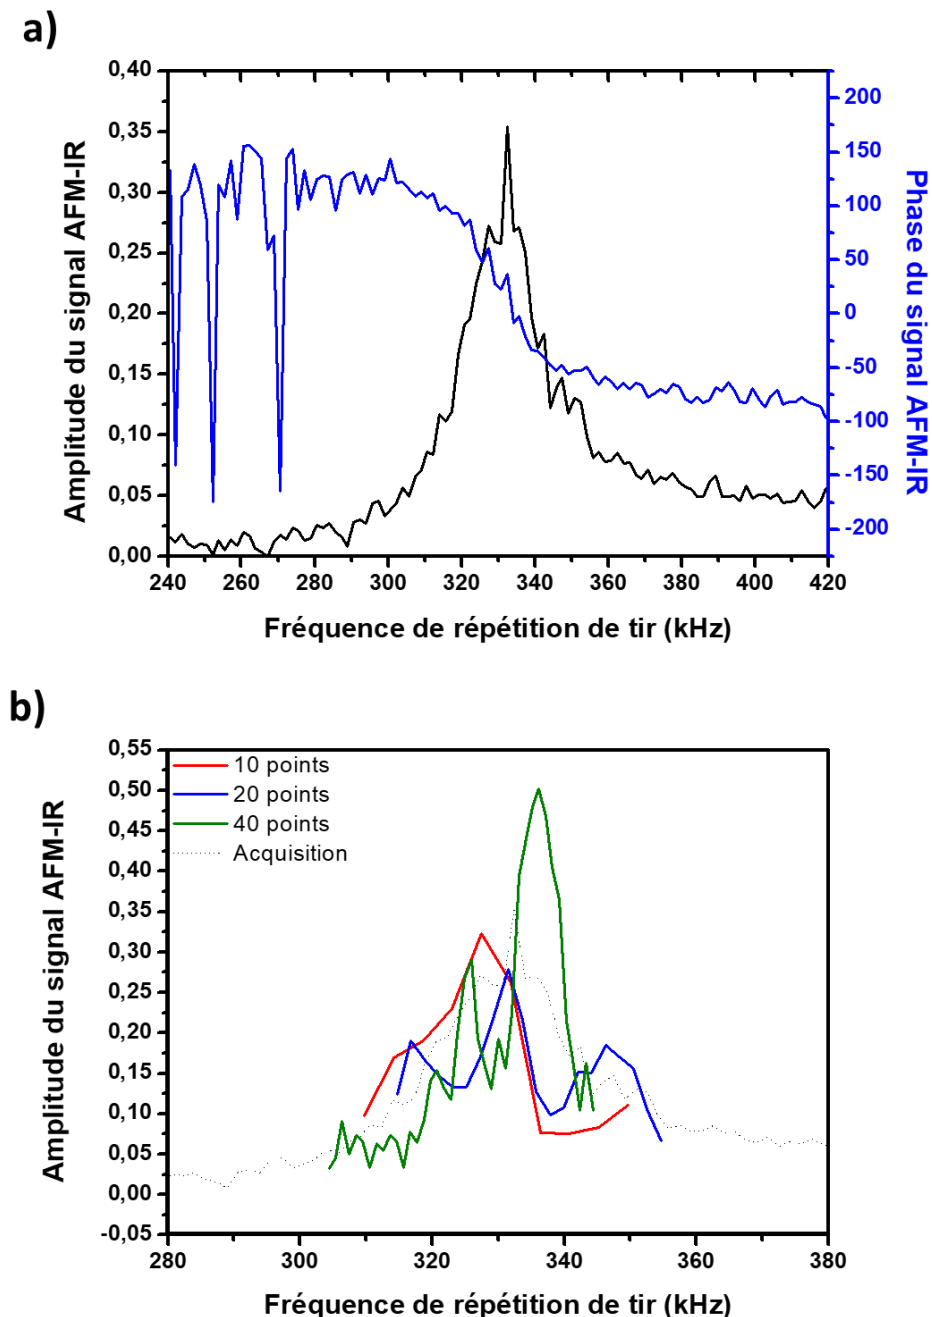 a)
0,40
0,35
0,30
0,25
0,20
0,15
0,10
0,05
0,00
Amplitude du signal AFM-IR
200
150
100
50
0
-50
-100
-150
-200
Phase du signal AFM-IR
240 260 280 300 320 340 360 380 400 420
Fréquence de répétition de tir (kHz)
b)
0,55
0,50
0,45
0,40
0,35
0,30
0,25
0,20
0,15
0,10
0,05
0,00
-0,05
Amplitude du signal AFM-IR
10 points
20 points
40 points
Acquisition
280 300 320 340 360 380
Fréquence de répétition de tir (kHz)